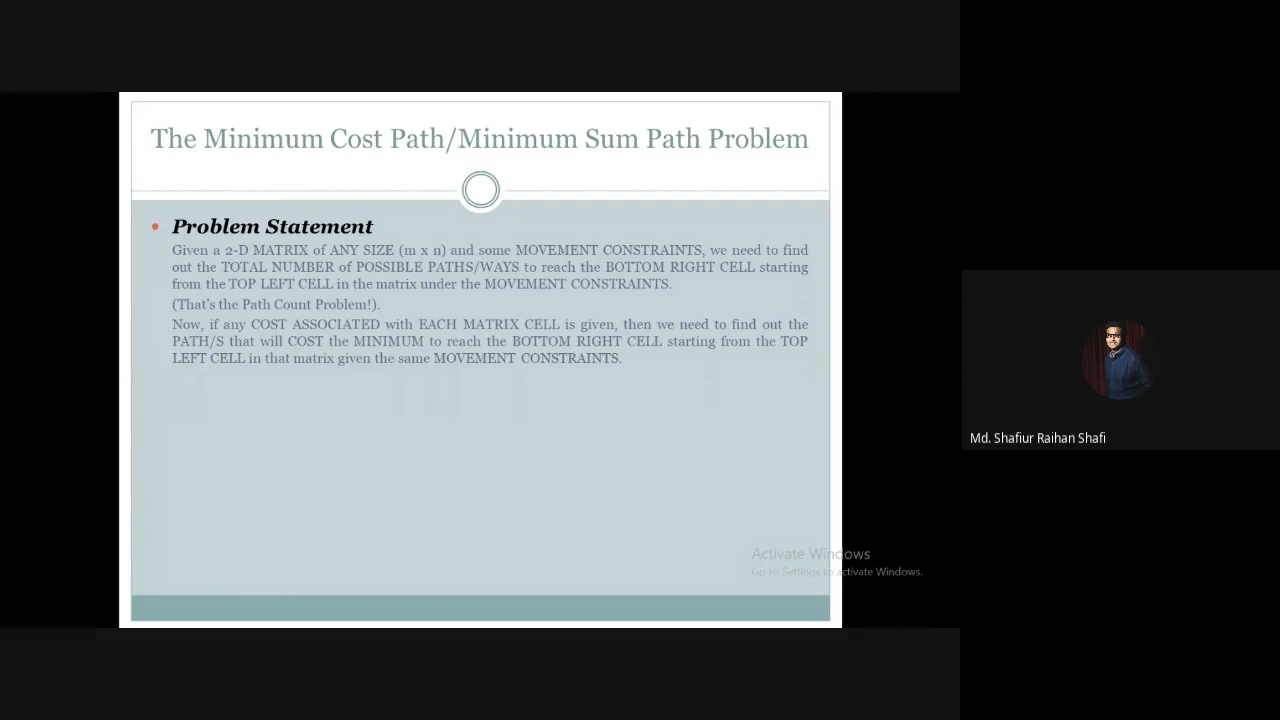 The Minimum Cost Path/Minimum Sum Path Problem
Problem Statement
Given a 2-D MATRIX of ANY SIZE (m x n) and some MOVEMENT CONSTRAINTS, we need to find
out the TOTAL NUMBER of POSSIBLE PATHS/WAYS to reach the BOTTOM RIGHT CELL starting
from the TOP LEFT CELL in the matrix under the MOVEMENT CONSTRAINTS.
(That's the Path Count Problem!).
Now, if any COST ASSOCIATED with EACH MATRIX CELL is given, then we need to find out the
PATH/S that will COST the MINIMUM to reach the BOTTOM RIGHT CELL starting from the TOP
LEFT CELL in that matrix given the same MOVEMENT CONSTRAINTS.
Activate Windows
Go to Settings to activate Windows.
Md. Shafiur Raihan Shafi